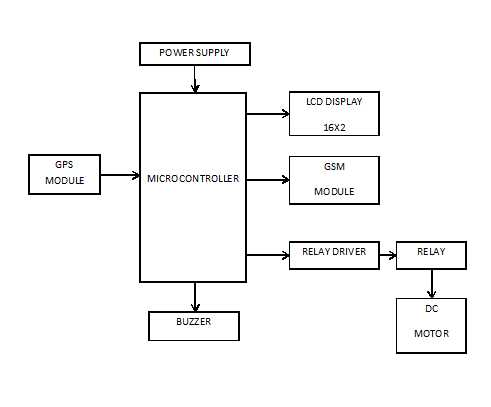 POWER SUPPLY
LCD DISPLAY
16X2
GPS
MODULE
MICROCONTROLLER
GSM
MODULE
RELAY DRIVER
RELAY
BUZZER
DC
MOTOR